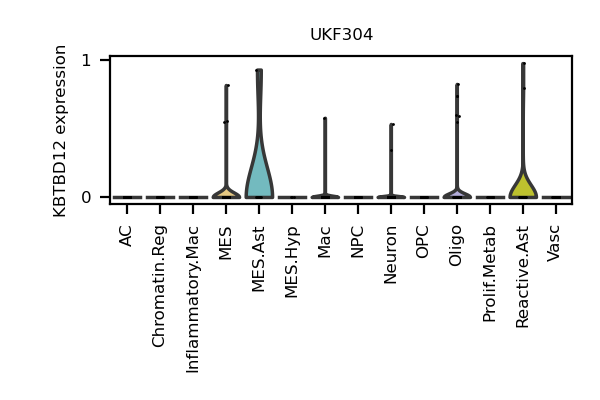 UKF304
KBTBD12 expression
1
0
AC
Chromatin.Reg
Inflammatory.Mac
MES
MES.Ast
MES.Hyp
Mac
NPC
Neuron
OPC
Oligo
Prolif.Metab
Reactive.Ast
Vasc